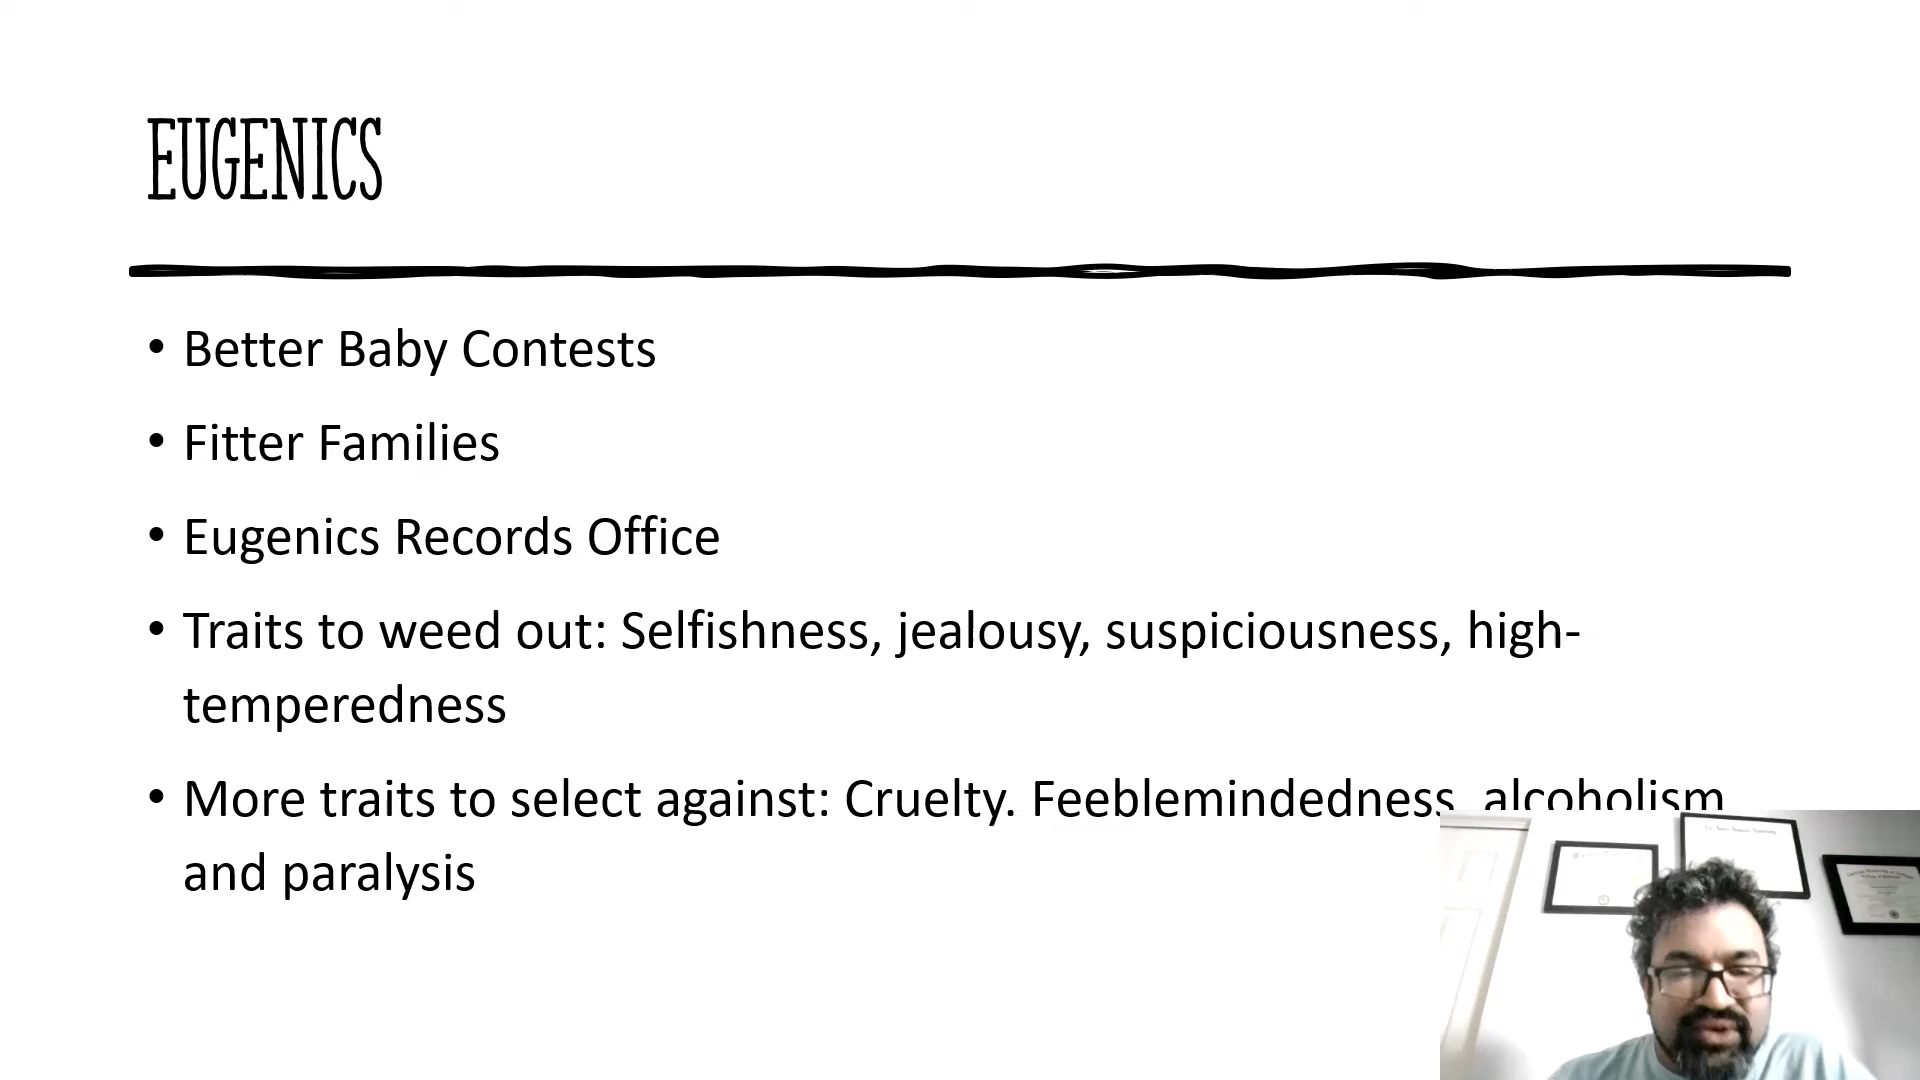 EUGENICS
• Better Baby Contests
• Fitter Families
• Eugenics Records Office
• Traits to weed out: Selfishness, jealousy, suspiciousness, high-
temperedness
• More traits to select against: Cruelty. Feeblemindedness, alcoholism
and paralysis